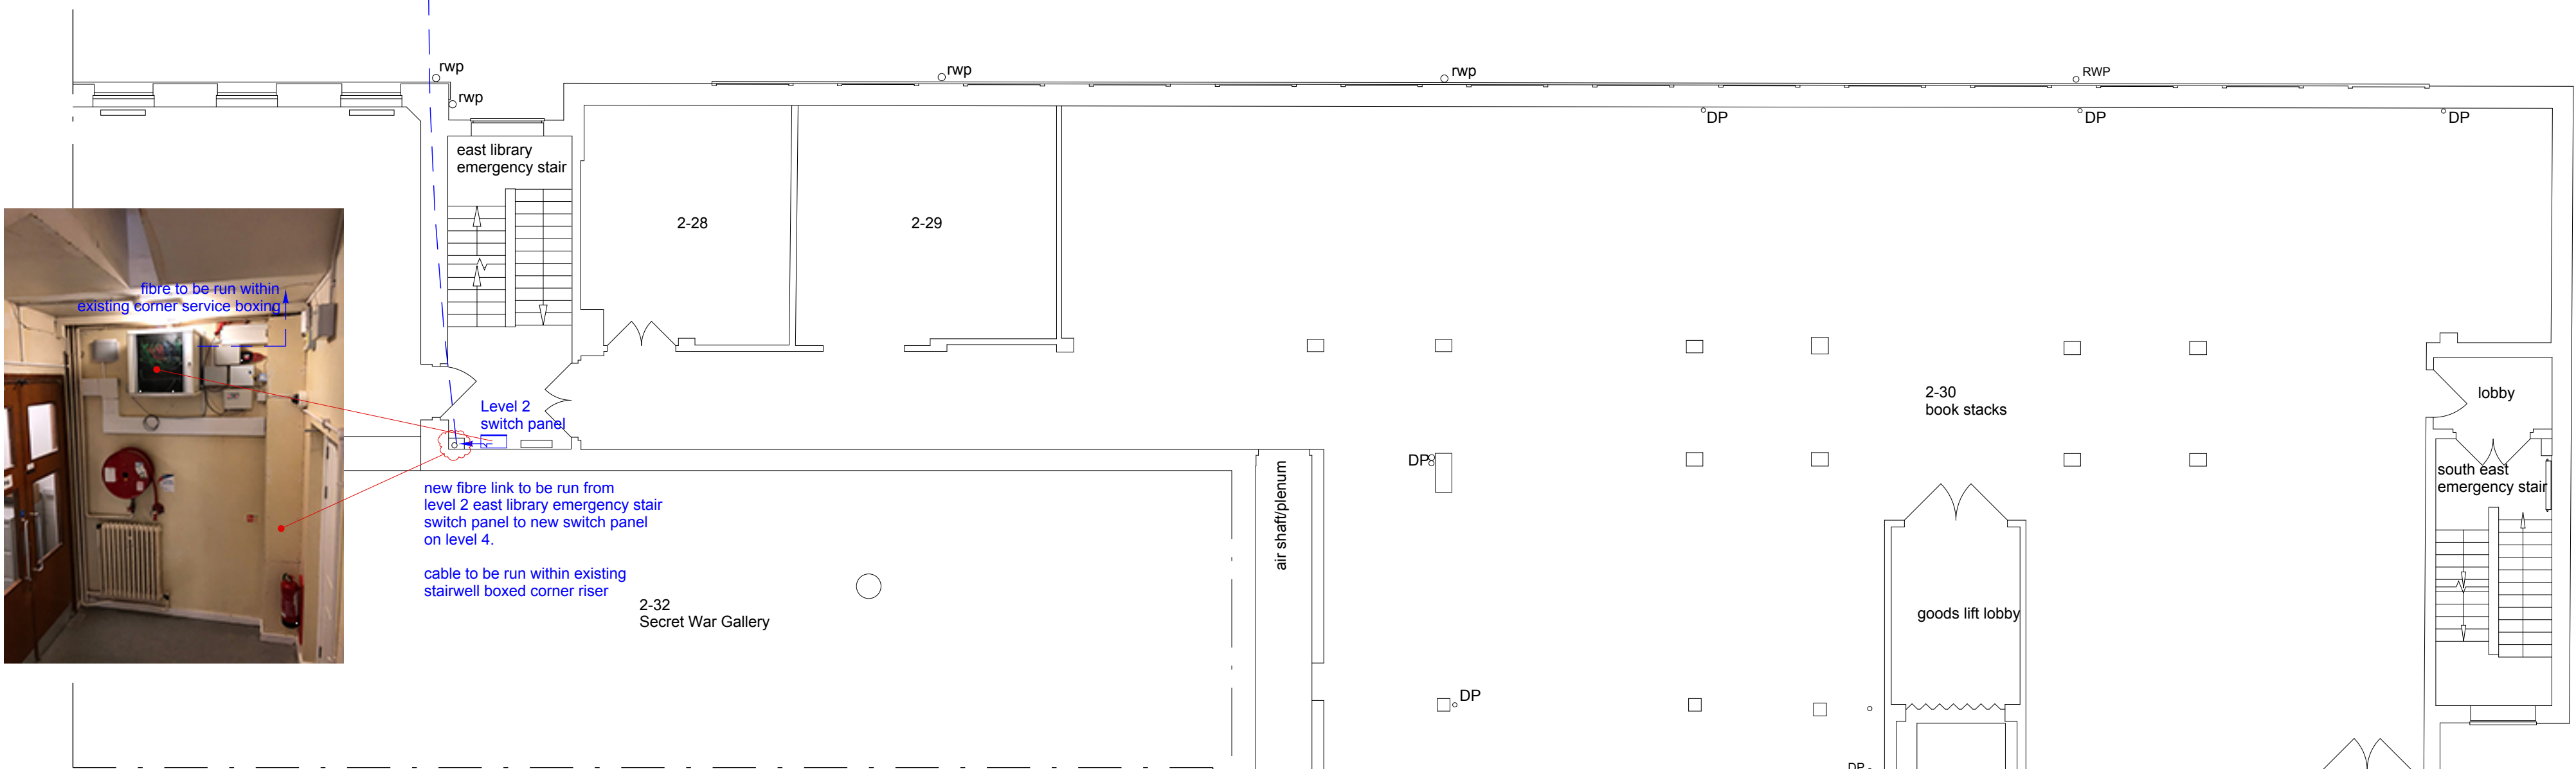 rwp
rwp
rwp
rwp
RWP
DP
DP
DP
east library
emergency stair
2-28
2-29
fibre to be run within
existing corner service boxing
Level 2
switch panel
2-30
book stacks
lobby
DP
south east
emergency stair
air shaft/plenum
new fibre link to be run from
level 2 east library emergency stair
switch panel to new switch panel
on level 4.
cable to be run within existing
stairwell boxed corner riser
2-32
Secret War Gallery
goods lift lobby
DP
DP